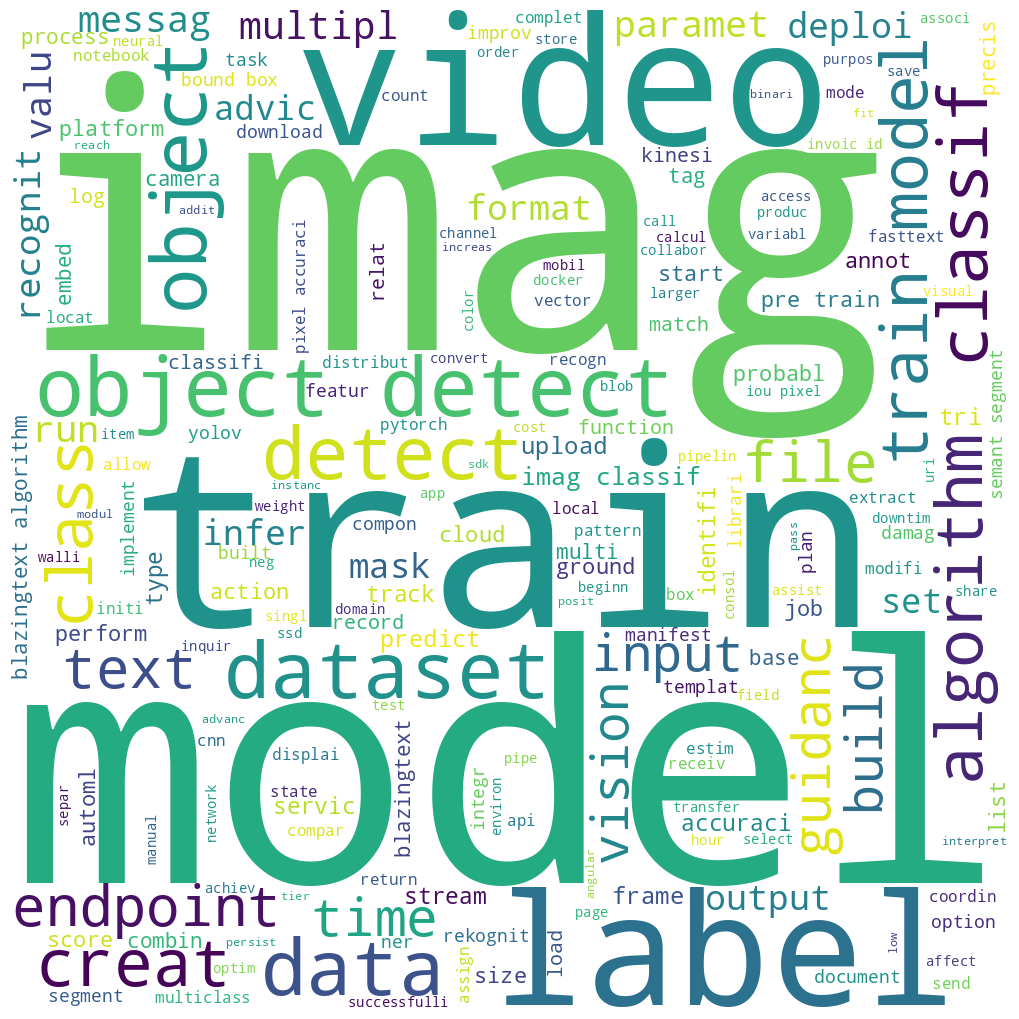 messag
multipl
complet
improv
order
store
paramet
deploi
associ
process
neural
notebook
task
bound box
video
purpos
save
precis
valu
object
advic
count
binari
mode
fit
platform
download
reach
kinesi
tag
invoic id
model
classif
recognit
camera
log
addit
imag
format
access
produc
variabl
call
collabor
calcul
channel
increas
mobil
docker
vector
fasttext
annot
visual
embed
locat
pixel accuraci
relat
color
start
larger
pre train
match
train
classifi
distribut
convert
recogn
featur
blob
probabl
iou pixel
object detect
semant segment
run
item
yolov
pytorch
cost
function
tri
allow
class
detect
sdk
upload
pipelin
imag classif
file
uri
algorithm
blazingtext algorithm
modul
instanc
weight
app
local
identifi
librari
extract
downtim
damag
implement
walli
type
infer
built
neg
compon
cloud
pattern
multi
ground
beginn
posit
mask
train
pass
plan
modifi
share
initi
action
singl
track
domain
record
box
consol
assist
job
set
perform
inquir
ssd
predict
manifest
text
dataset
input
base
templat
field
guidanc
build
vission
model
advanc
test
cnn
displai
state
servic
compar
blazingtext
integr
pipe
environ
api
estim
receiv
transfer
accuraci
hour
select
list
interpret
separ
automl
manual
network
angular
endpoint
achiev
tier
return
stream
page
frame
output
coordin
option
score
combin
persist
time
ner
rekognit
load
label
low
creat
optim
data
assign
size
document
affect
send
segment
multiclass
successfulli